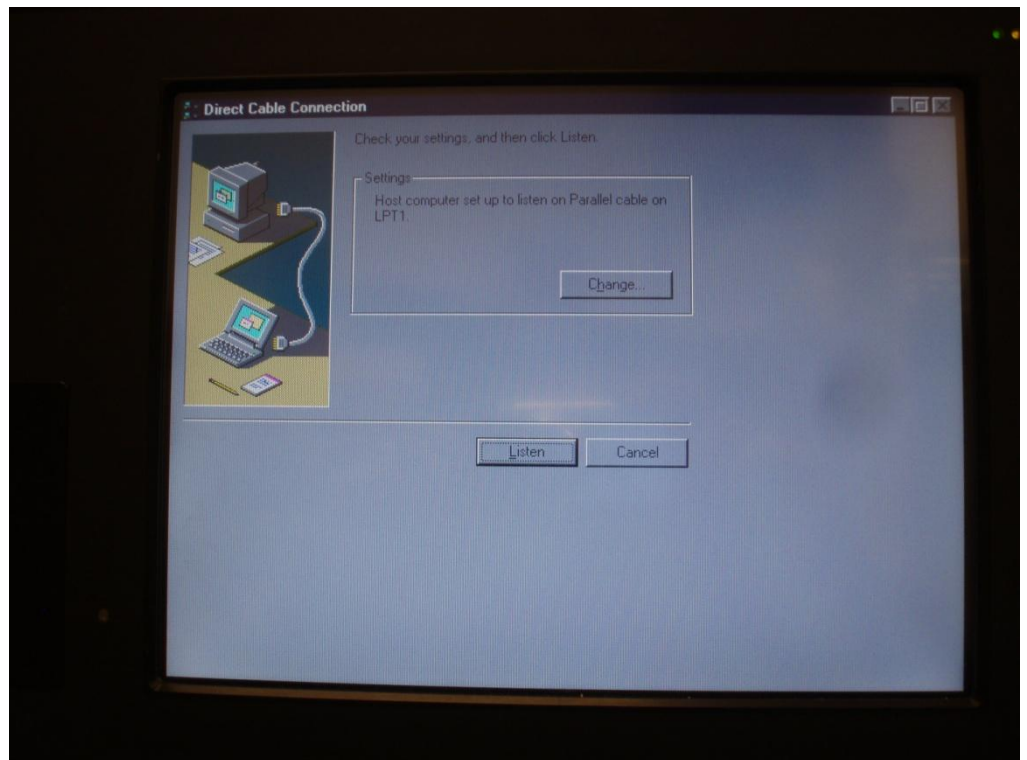 Direct Cable Connection
Check your settings, and then click Listen.
Settings
Host computer set up to listen on Parallel cable on
LPT1.
Change...
Listen
Cancel